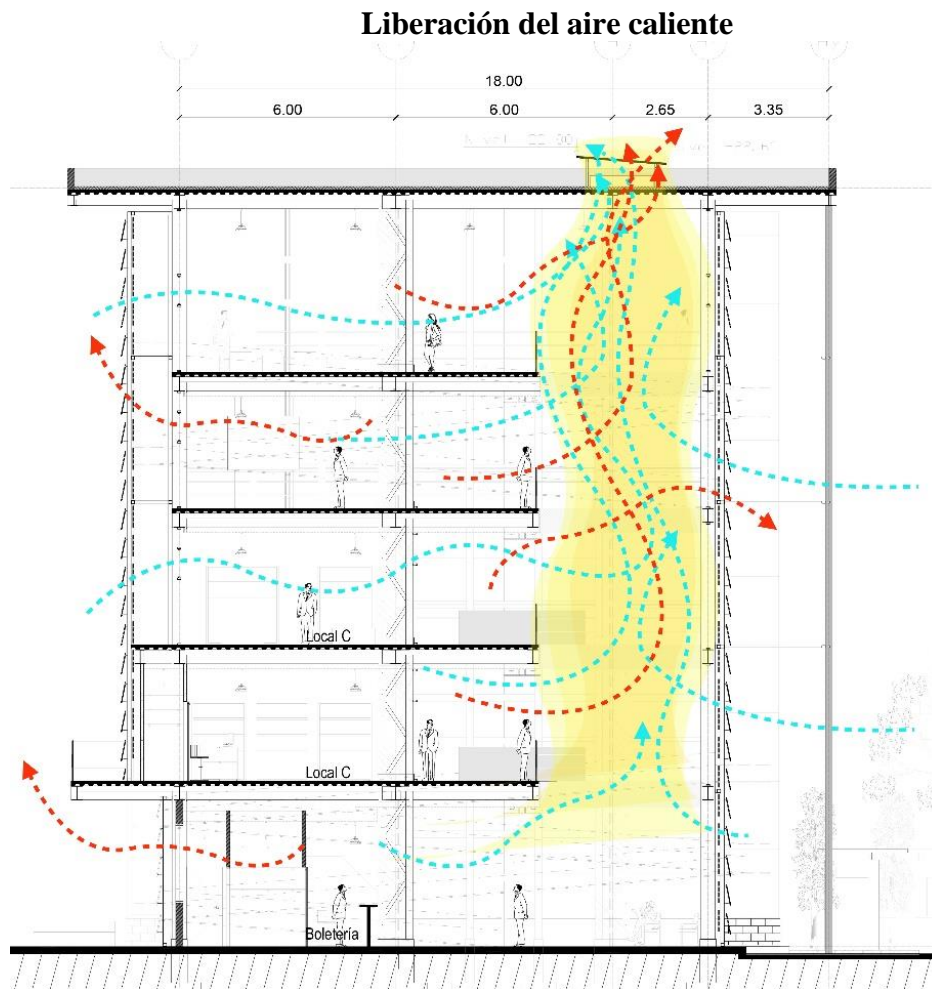 Liberación del aire caliente
18.00
6.00 6.00 2.65 3.35
Local C
Local C
Boletería